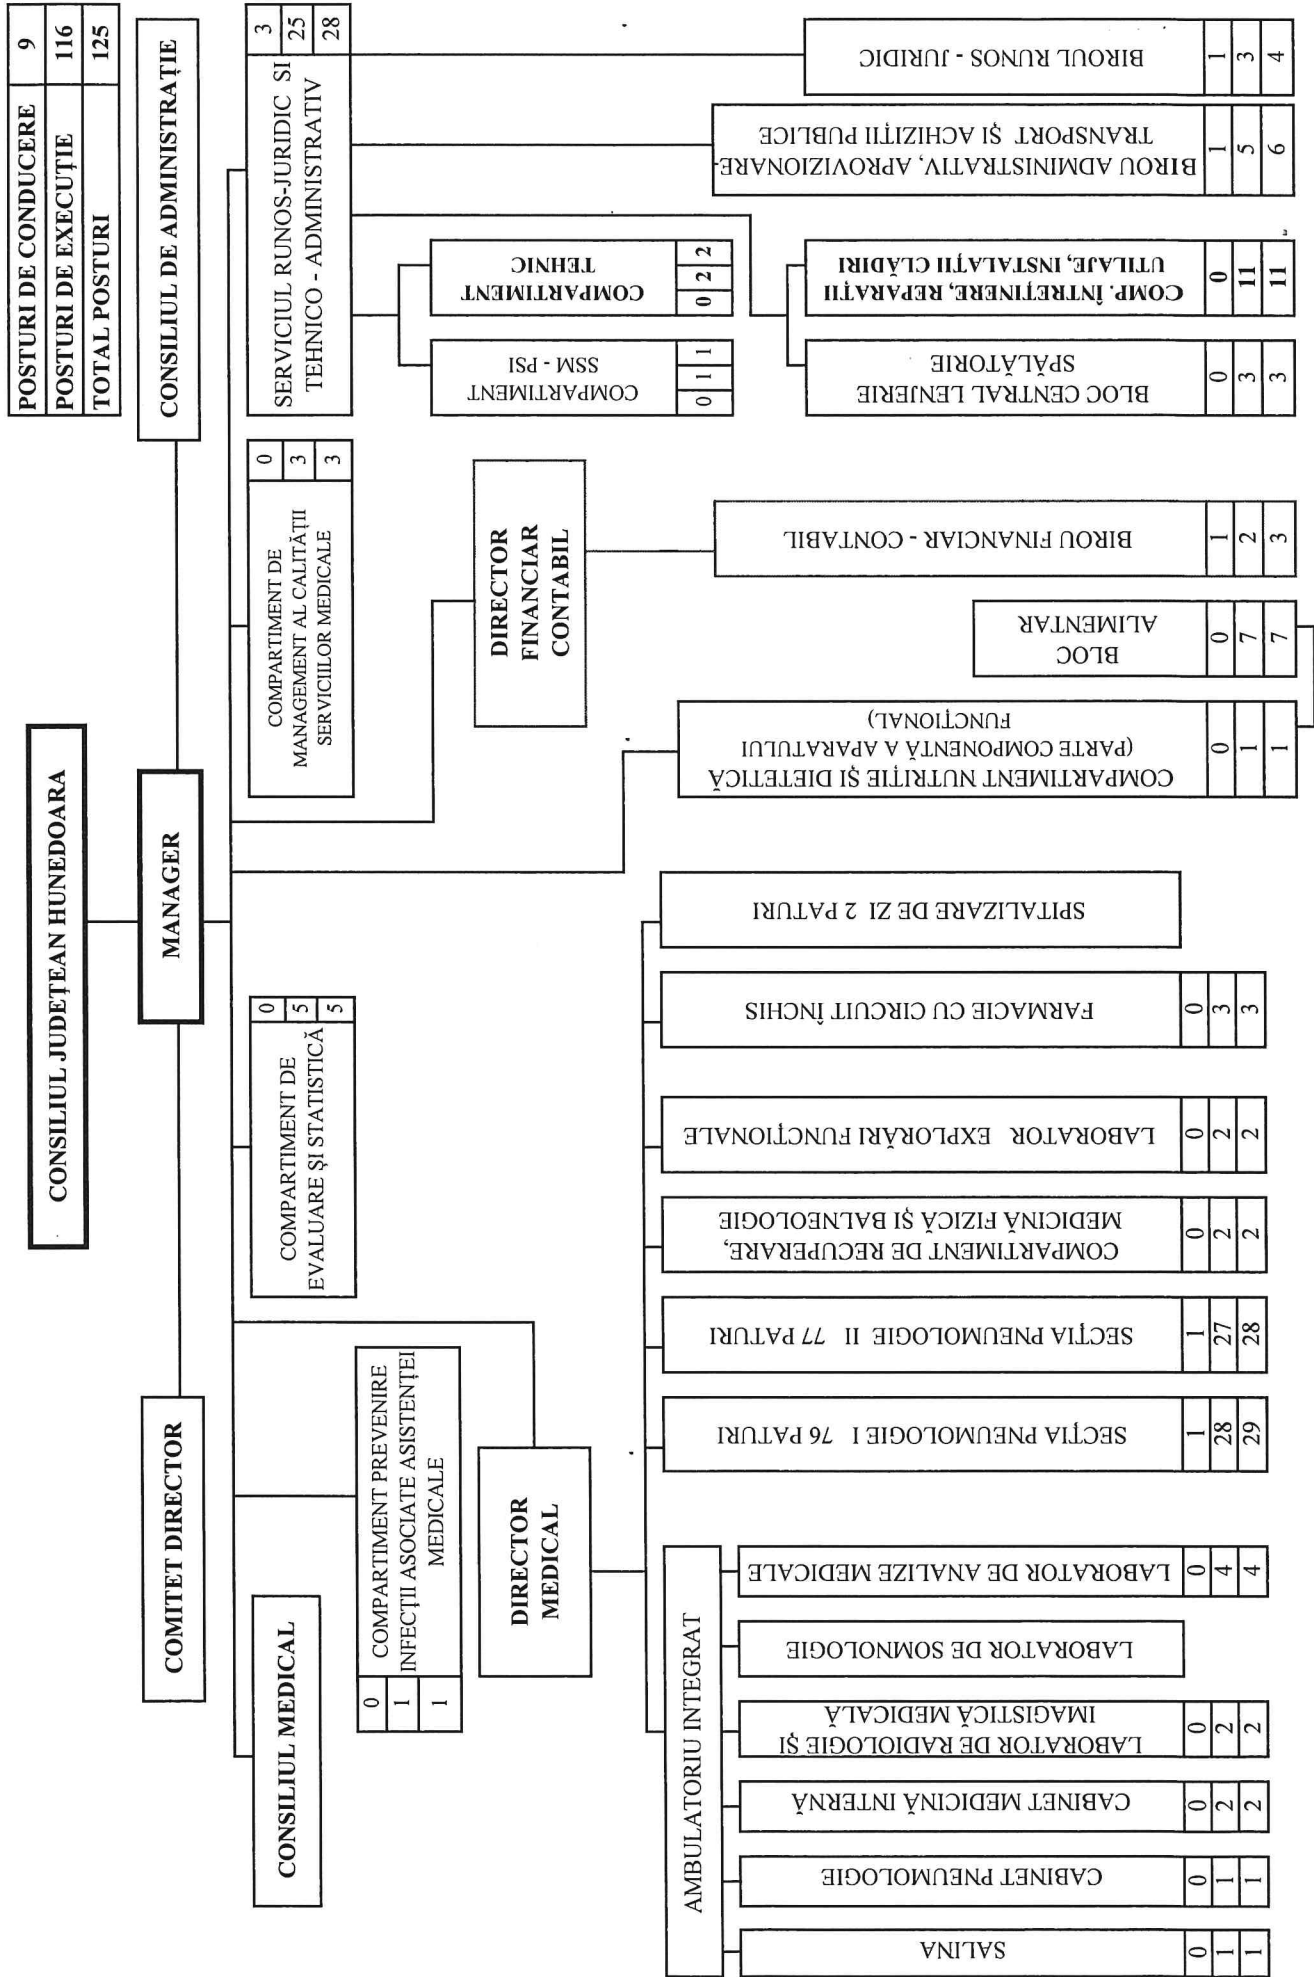 POSTURI DE CONDUCERE 9
POSTURI DE EXECUȚIE 116
TOTAL POSTURI 125
CONSILIUL JUDEȚEAN HUNEDOARA
COMITET DIRECTOR
MANAGER
CONSILIUL DE ADMINISTRAȚIE
CONSILIUL MEDICAL
COMPARTIMENT PREVENIRE
INFECȚII ASOCIATE ASISTENȚEI
MEDICALE
0
1
1
COMPARTIMENT DE
EVALUARE ȘI STATISTICĂ
0
5
5
COMPARTIMENT DE
MANAGEMENT AL CALITĂȚII
SERVICIILOR MEDICALE
0
3
3
SERVICIUL RUNOS-JURIDIC SI
TEHNICO - ADMINISTRATIV
3
25
28
DIRECTOR
MEDICAL
DIRECTOR
FINANCIAR
CONTABIL
COMPARTIMENT
SSM - PSI
0 1 1
COMPARTIMENT
TEHNIC
0 2 2
AMBULATORIU INTEGRAT
SALINA
0
1
1
CABINET PNEUMOLOGIE
0
1
1
CABINET MEDICINĂ INTERNĂ
0
2
2
LABORATOR DE RADIOLOGIE ȘI
IMAGISTICĂ MEDICALĂ
0
2
2
LABORATOR DE SOMNOLOGIE
LABORATOR DE ANALIZE MEDICALE
0
4
4
SECȚIA PNEUMOLOGIE I 76 PATURI
1
28
29
SECȚIA PNEUMOLOGIE II 77 PATURI
1
27
28
COMPARTIMENT DE RECUPERARE,
MEDICINĂ FIZICĂ ȘI BALNEOLOGIE
0
2
2
LABORATOR EXPLORĂRI FUNCȚIONALE
0
2
2
FARMACIE CU CIRCUIT ÎNCHIS
0
3
3
SPITALIZARE DE ZI 2 PATURI
COMPARTIMENT NUTRIȚIE ȘI DIETETICĂ
(PARTE COMPONENTĂ A APARATULUI
FUNCȚIONAL)
0
1
1
BLOC
ALIMENTAR
0
7
7
BIROU FINANCIAR - CONTABIL
1
2
3
BLOC CENTRAL LENJERIE
SPĂLĂTORIE
0
3
3
COMP. ÎNTREȚINERE, REPARAȚII
UTILAJE, INSTALAȚII CLĂDIRI
0
11
11
BIROU ADMINISTRATIV, APROVIZIONARE-
TRANSPORT ȘI ACHIZIȚII PUBLICE
1
5
6
BIROUL RUNOS - JURIDIC
1
3
4